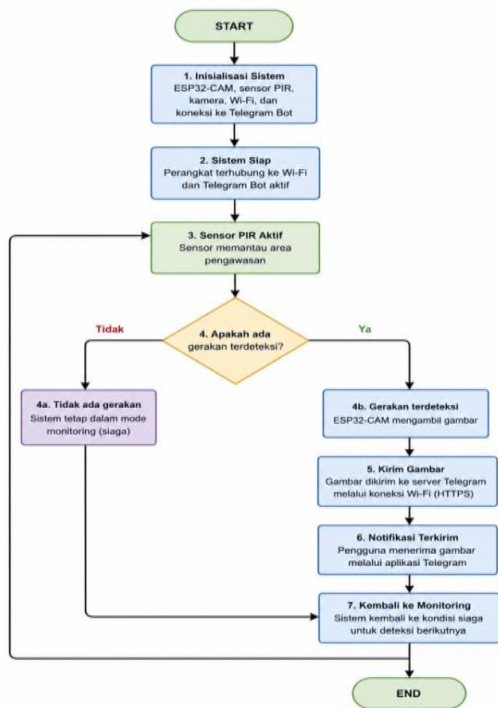 START
1. Inisialisasi Sistem
ESP32-CAM, sensor PIR,
kamera, Wi-Fi, dan
koneksi ke Telegram Bot
2. Sistem Siap
Perangkat terhubung ke Wi-Fi
dan Telegram Bot aktif
3. Sensor PIR Aktif
Sensor memantau area
pengawasan
4. Apakah ada
gerakan terdeteksi?
Tidak
Ya
4a. Tidak ada gerakan
Sistem tetap dalam mode
monitoring (siaga)
4b. Gerakan terdeteksi
ESP32-CAM mengambil gambar
5. Kirim Gambar
Gambar dikirim ke server Telegram
melalui koneksi Wi-Fi (HTTPS)
6. Notifikasi Terkirim
Pengguna menerima gambar
melalui aplikasi Telegram
7. Kembali ke Monitoring
Sistem kembali ke kondisi siaga
untuk deteksi berikutnya
END